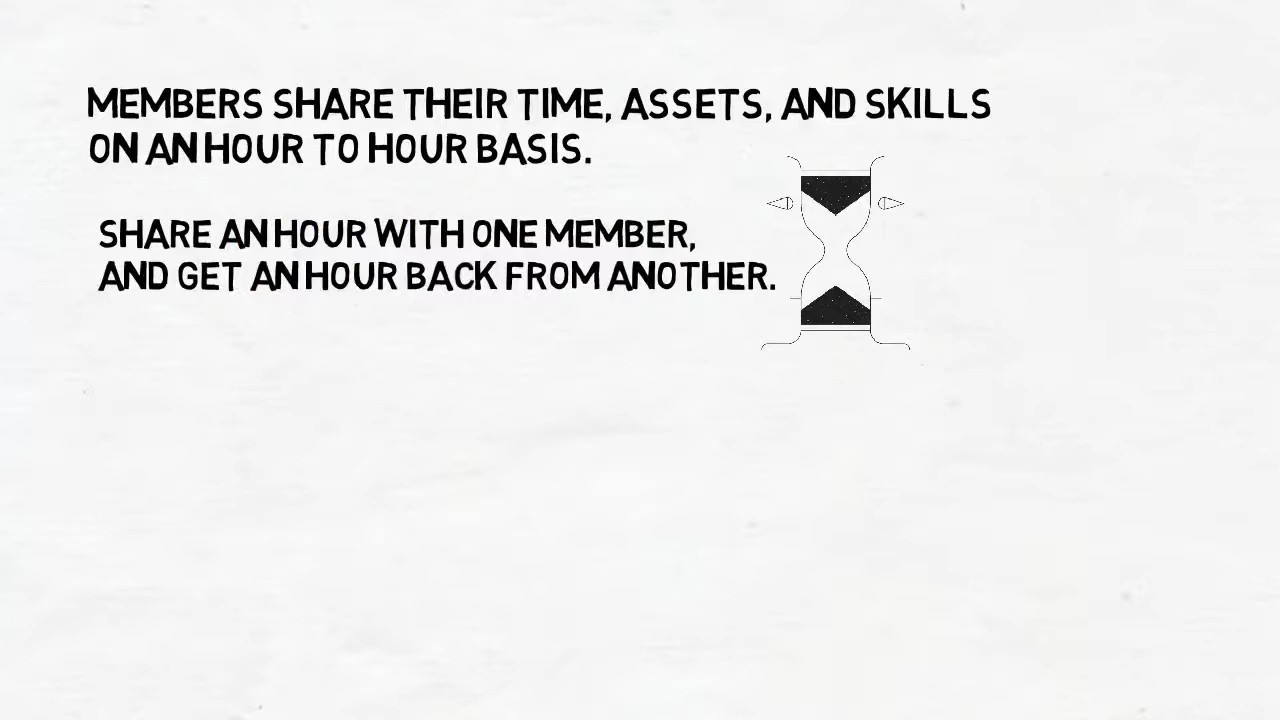 MEMBERS SHARE THEIR TIME, ASSETS, AND SKILLS
ON AN HOUR TO HOUR BASIS.
SHARE AN HOUR WITH ONE MEMBER,
AND GET AN HOUR BACK FROM ANOTHER.